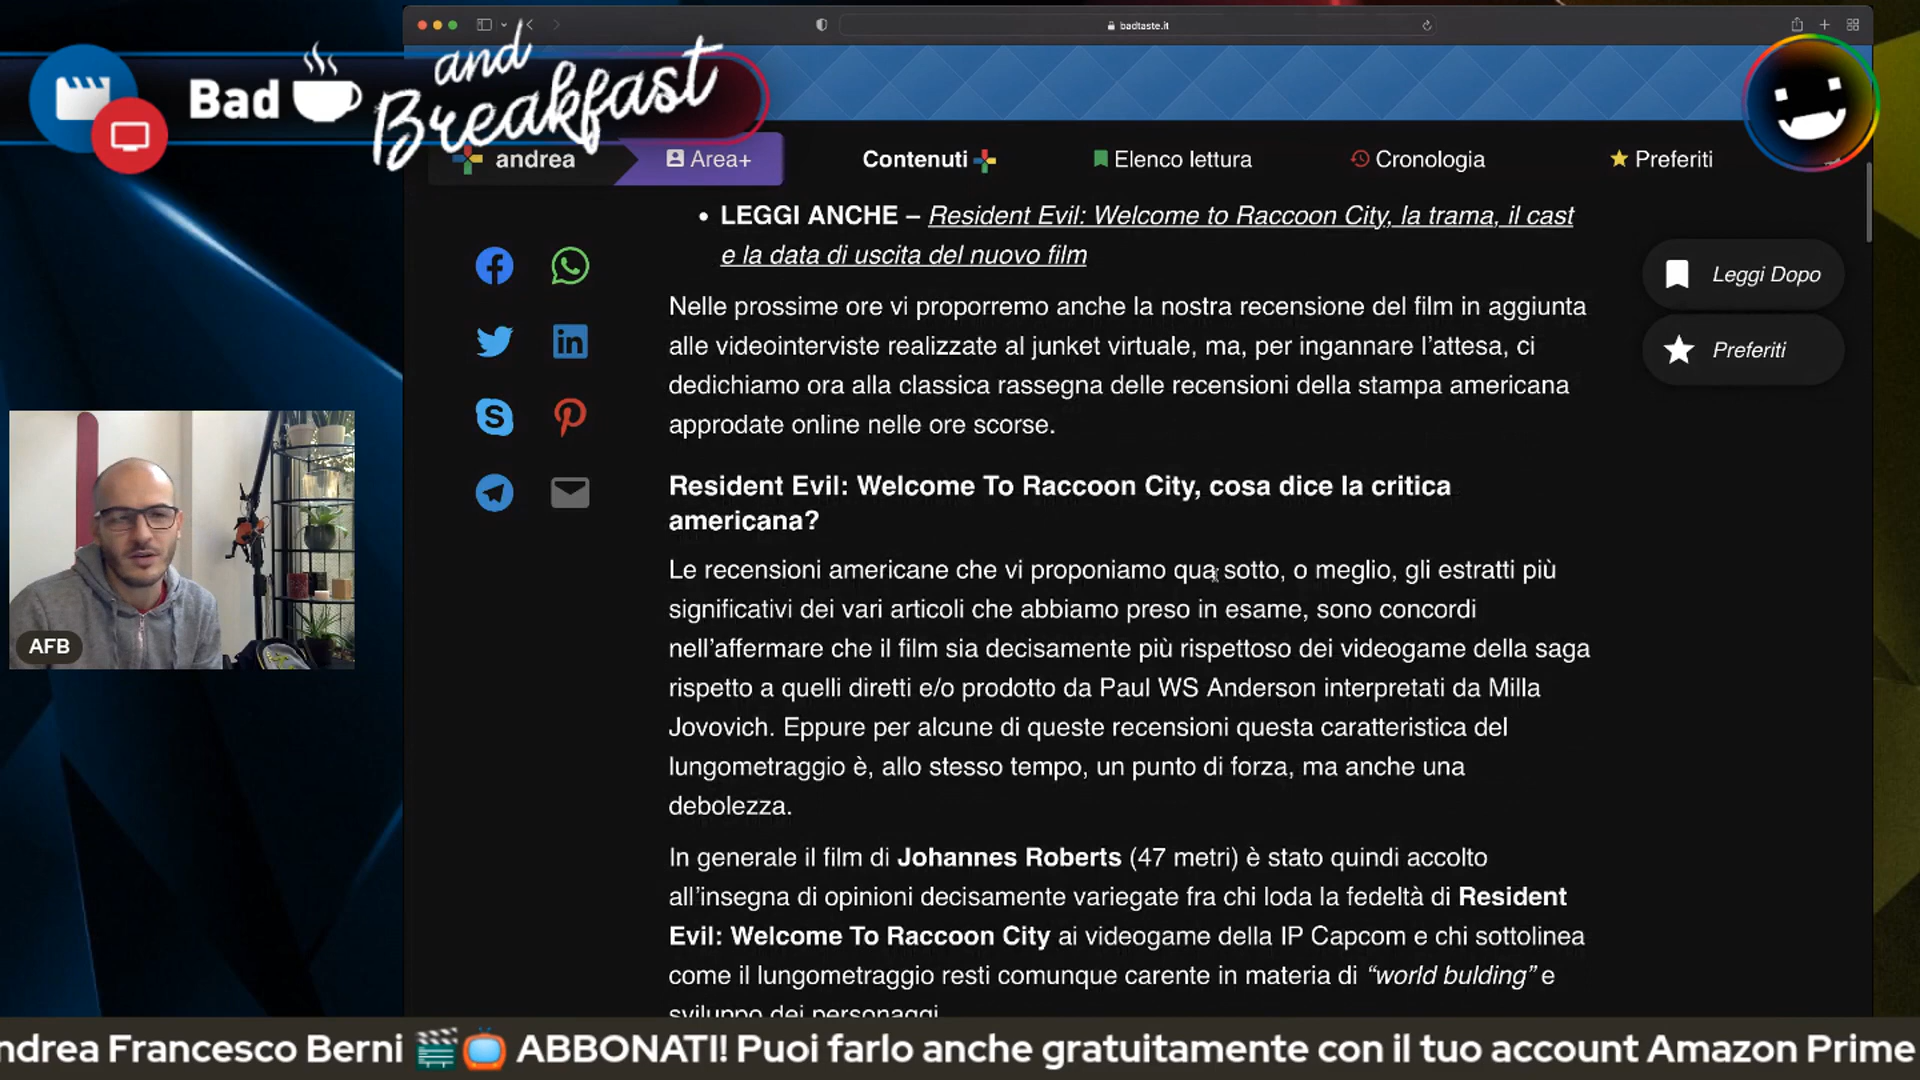 badtaste.it
Bad and Breakfast
andrea
Area+
Contenuti
Elenco lettura
Cronologia
Preferiti
• LEGGI ANCHE – Resident Evil: Welcome to Raccoon City, la trama, il cast
e la data di uscita del nuovo film
Leggi Dopo
Preferiti
Nelle prossime ore vi proporremo anche la nostra recensione del film in aggiunta
alle videointerviste realizzate al junket virtuale, ma, per ingannare l'attesa, ci
dedichiamo ora alla classica rassegna delle recensioni della stampa americana
approdate online nelle ore scorse.
Resident Evil: Welcome To Raccoon City, cosa dice la critica
americana?
Le recensioni americane che vi proponiamo qua sotto, o meglio, gli estratti più
significativi dei vari articoli che abbiamo preso in esame, sono concordi
nell'affermare che il film sia decisamente più rispettoso dei videogame della saga
rispetto a quelli diretti e/o prodotto da Paul WS Anderson interpretati da Milla
Jovovich. Eppure per alcune di queste recensioni questa caratteristica del
lungometraggio è, allo stesso tempo, un punto di forza, ma anche una
debolezza.
In generale il film di Johannes Roberts (47 metri) è stato quindi accolto
all'insegna di opinioni decisamente variegate fra chi loda la fedeltà di Resident
Evil: Welcome To Raccoon City ai videogame della IP Capcom e chi sottolinea
come il lungometraggio resti comunque carente in materia di "world bulding" e
sviluppo dei personaggi.
AFB
ndrea Francesco Berni 🎬📺 ABBONATI! Puoi farlo anche gratuitamente con il tuo account Amazon Prime